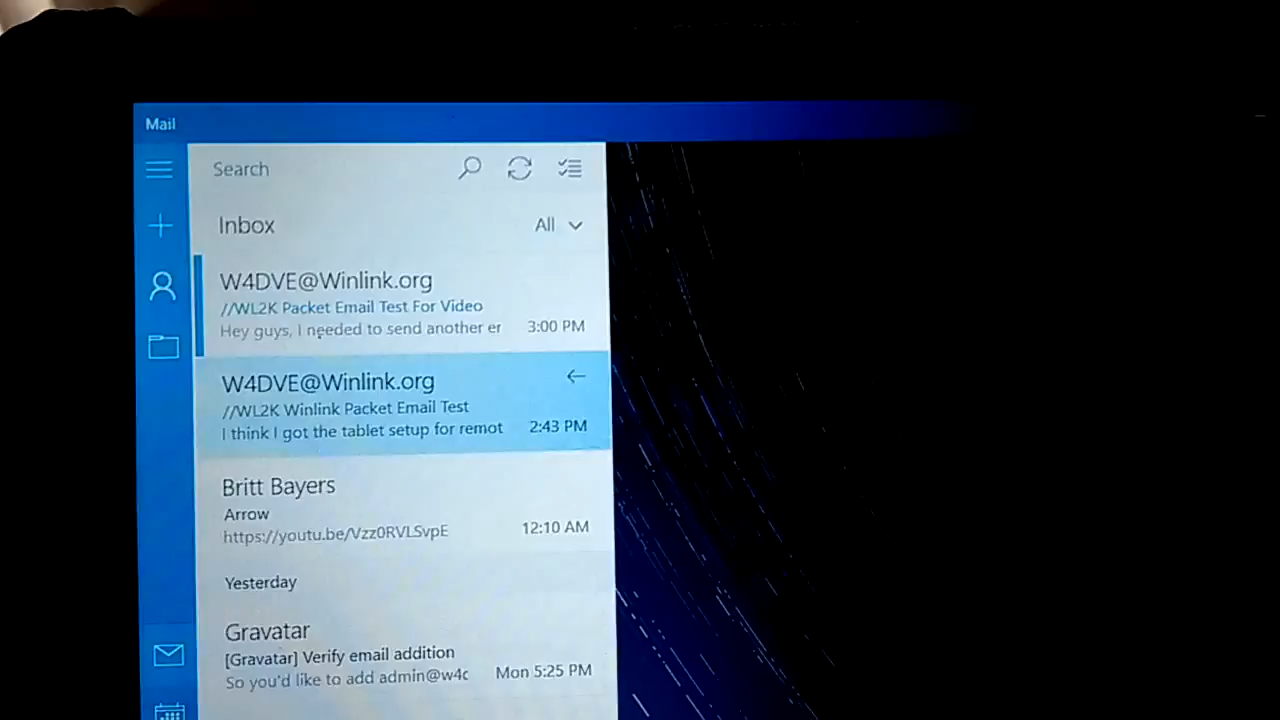 Mail
Search
Inbox
All
W4DVE@Winlink.org
//WL2K Packet Email Test For Video
Hey guys, I needed to send another er
3:00 PM
W4DVE@Winlink.org
//WL2K Winlink Packet Email Test
I think I got the tablet setup for remot
2:43 PM
Britt Bayers
Arrow
https://youtu.be/Vzz0RVLSvpE
12:10 AM
Yesterday
Gravatar
[Gravatar] Verify email addition
So you'd like to add admin@w4c
Mon 5:25 PM